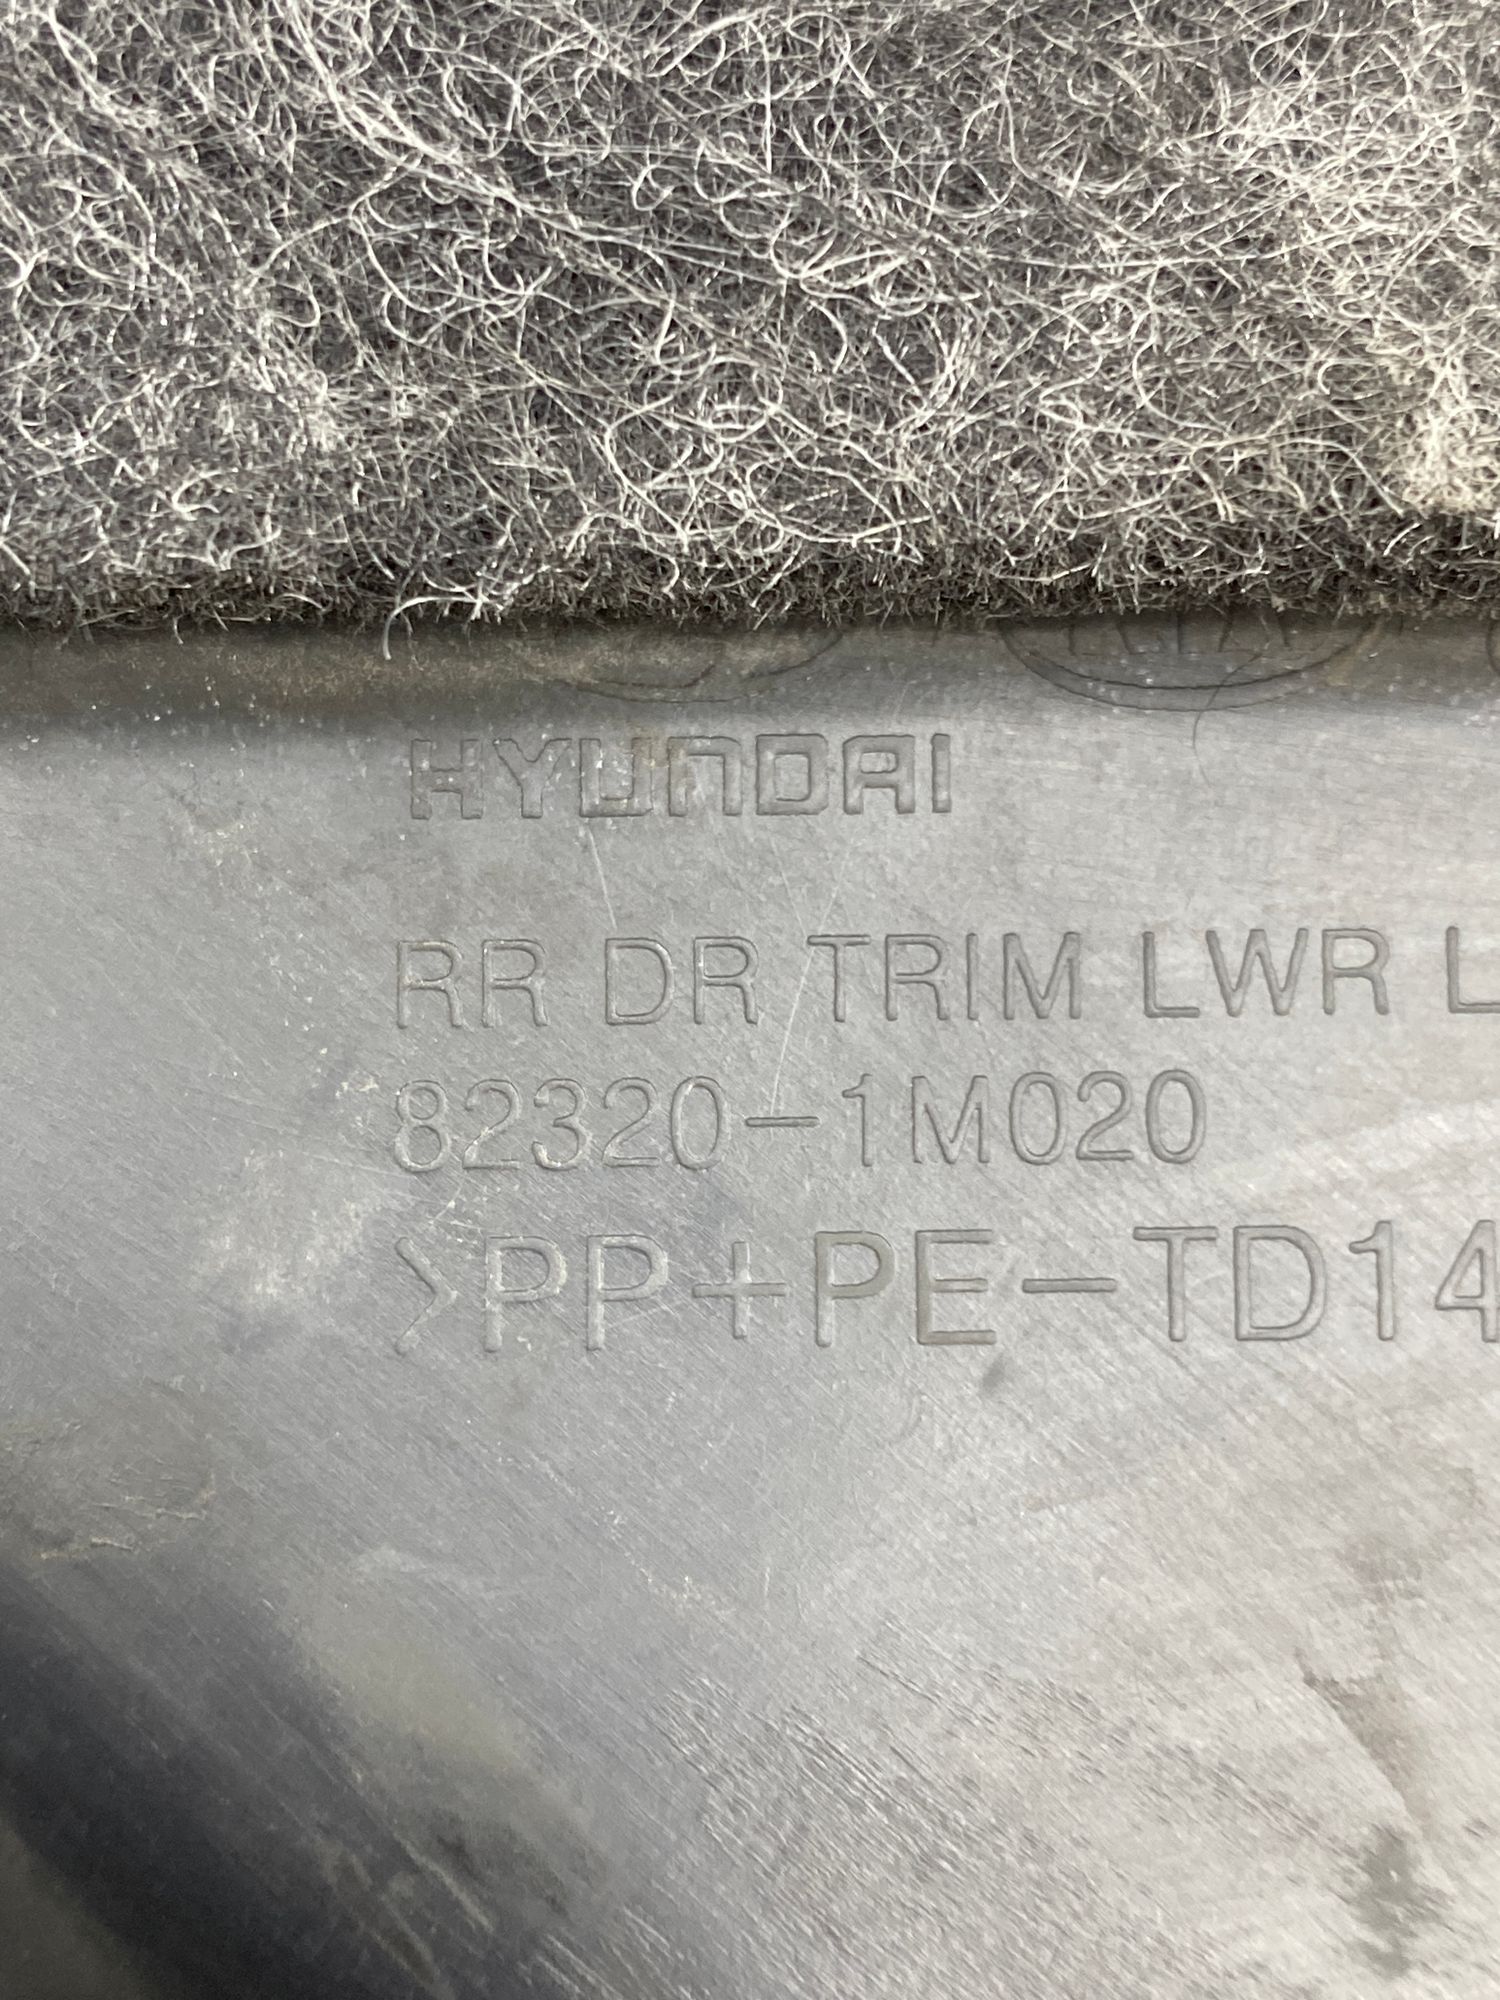 HYUNDAI
RR DR TRIM LWR L
82320-1M020
>PP+PE-TD14